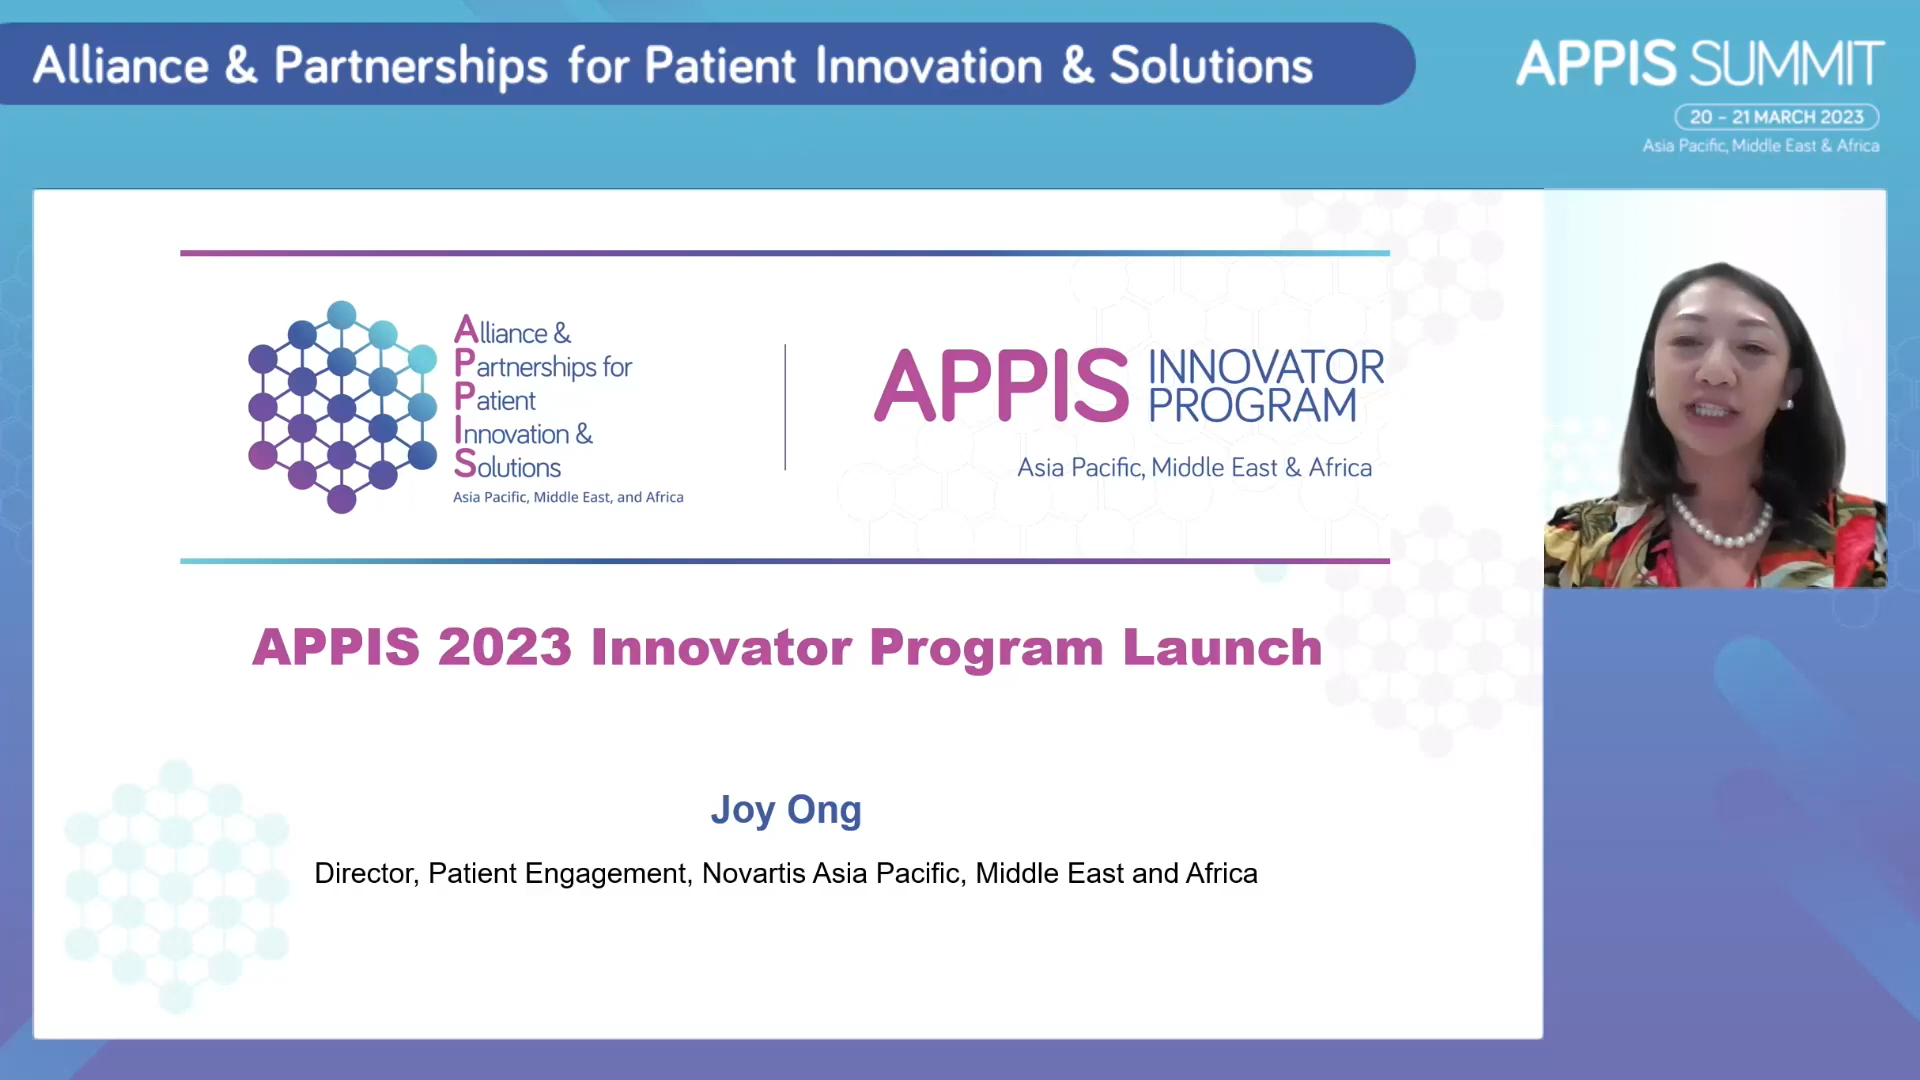 Alliance & Partnerships for Patient Innovation & Solutions
APPIS SUMMIT
20 – 21 MARCH 2023
Asia Pacific, Middle East & Africa
Alliance &
Partnerships for
Patient
Innovation &
Solutions
Asia Pacific, Middle East, and Africa
APPIS INNOVATOR
PROGRAM
Asia Pacific, Middle East & Africa
APPIS 2023 Innovator Program Launch
Joy Ong
Director, Patient Engagement, Novartis Asia Pacific, Middle East and Africa